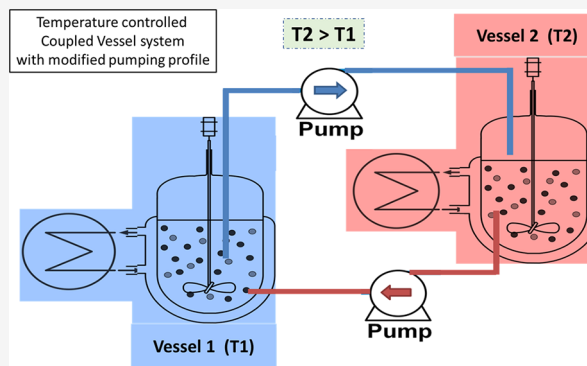 Temperature controlled
Coupled Vessel system
with modified pumping profile
T2 > T1
Vessel 2 (T2)
Pump
Pump
Vessel 1 (T1)